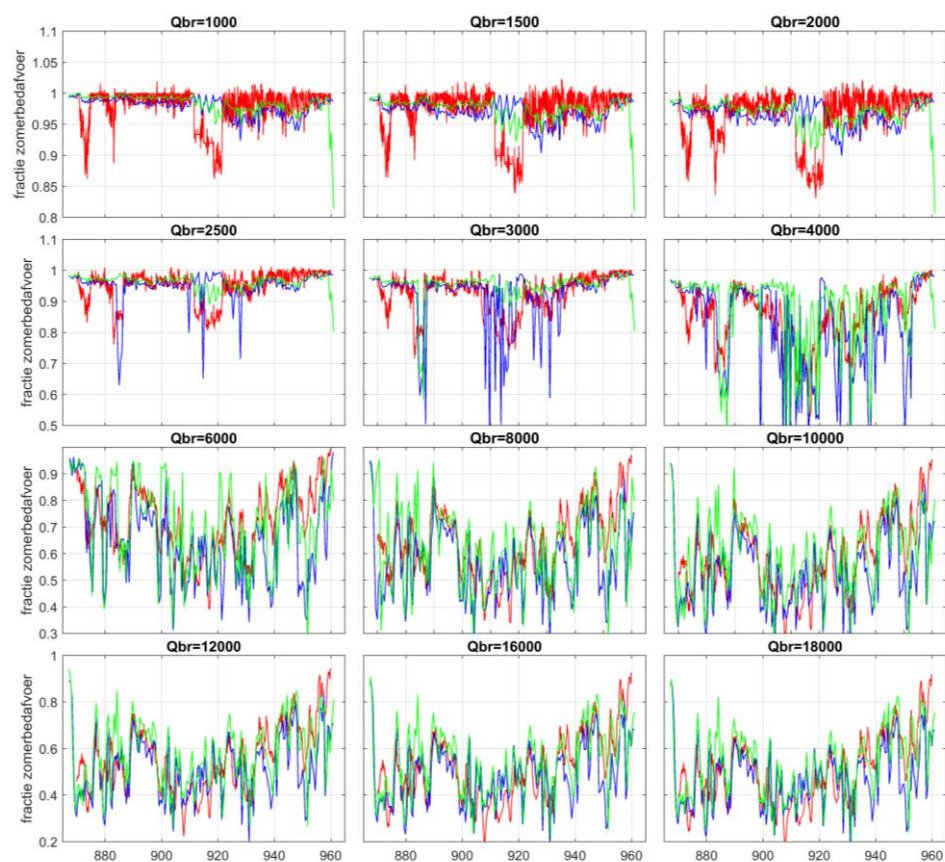 Qbr=1000 Qbr=1500 Qbr=2000
1.1
1.05
1
0.95
0.9
0.85
0.8
fractie zomerbedafvoer
Qbr=2500 Qbr=3000 Qbr=4000
1.1
1
0.9
0.8
0.7
0.6
0.5
fractie zomerbedafvoer
Qbr=6000 Qbr=8000 Qbr=10000
0.9
0.8
0.7
0.6
0.5
0.4
0.3
fractie zomerbedafvoer
Qbr=12000 Qbr=16000 Qbr=18000
1
0.8
0.6
0.4
0.2
fractie zomerbedafvoer
880 900 920 940 960 880 900 920 940 960 880 900 920 940 960